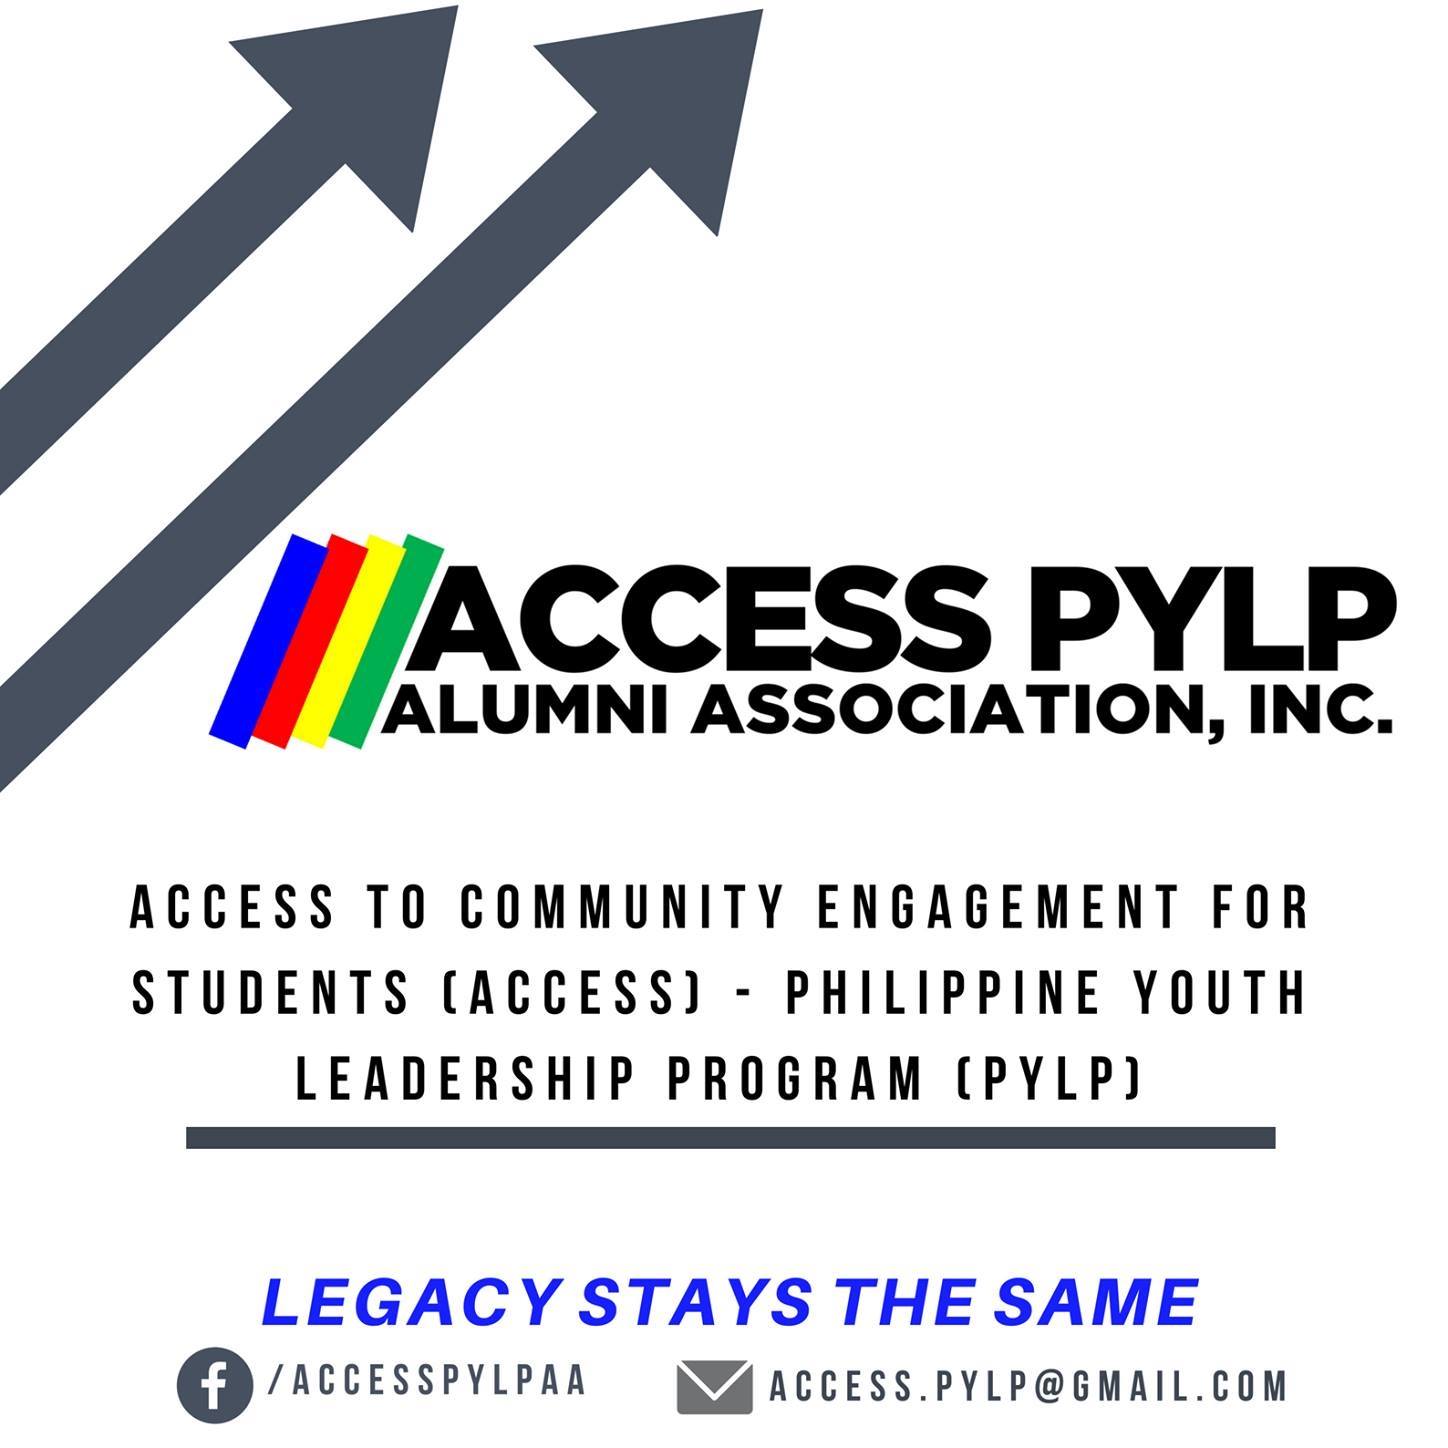 ACCESS PYLP
ALUMNI ASSOCIATION, INC.
ACCESS TO COMMUNITY ENGAGEMENT FOR
STUDENTS (ACCESS) - PHILIPPINE YOUTH
LEADERSHIP PROGRAM (PYLP)
LEGACY STAYS THE SAME
f /ACCESSPYLPAA ACCESS.PYLP@GMAIL.COM